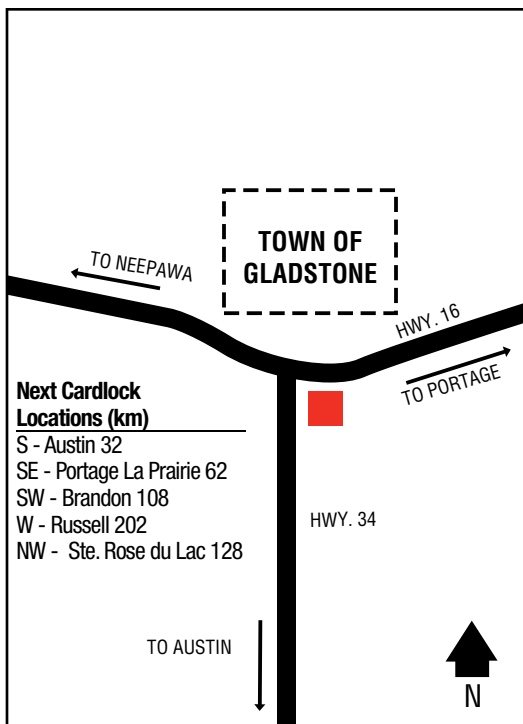 TOWN OF
GLADSTONE
TO NEEPAWA
HWY. 16
TO PORTAGE
Next Cardlock
Locations (km)
S - Austin 32
SE - Portage La Prairie 62
SW - Brandon 108
W - Russell 202
NW -  Ste. Rose du Lac 128
HWY. 34
TO AUSTIN
N